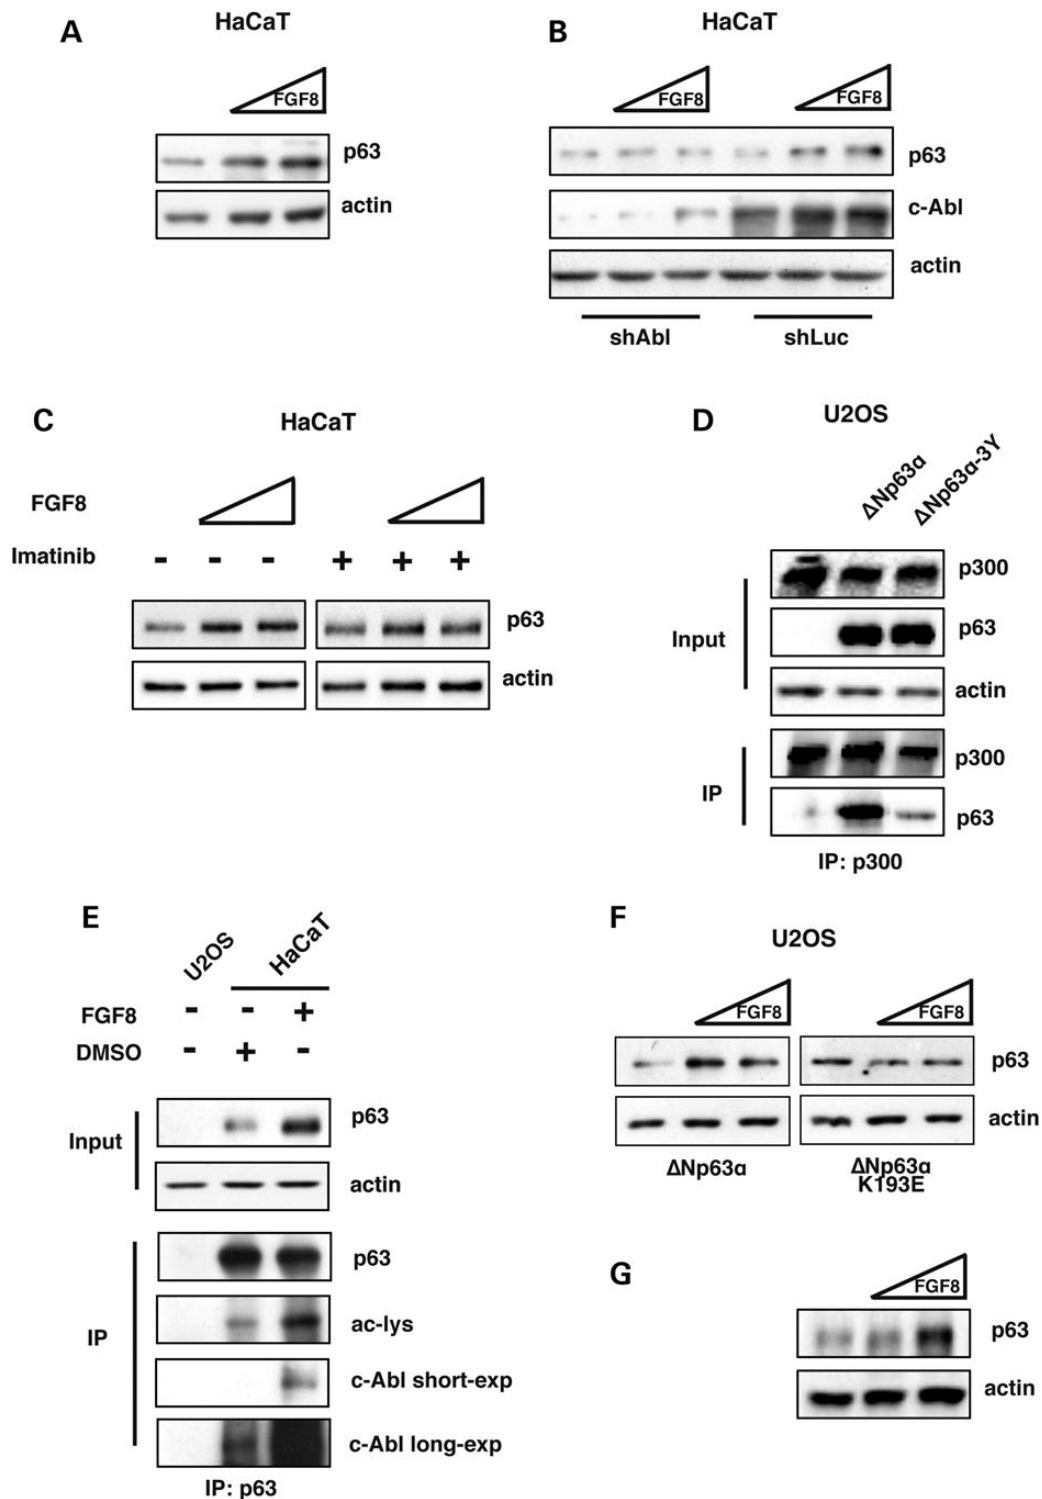 A
HaCaT
FGF8
p63
actin
B
HaCaT
FGF8
FGF8
p63
c-Abl
actin
shAbl
shLuc
C
HaCaT
FGF8
Imatinib
- - - + + +
p63
actin
D
U2OS
ΔNp63α
ΔNp63α-3Y
Input
p300
p63
actin
IP
p300
p63
IP: p300
E
U2OS
HaCaT
FGF8 - - +
DMSO - + -
Input
p63
actin
IP
p63
ac-lys
c-Abl short-exp
c-Abl long-exp
IP: p63
F
U2OS
FGF8
FGF8
p63
actin
ΔNp63α
ΔNp63α
K193E
G
FGF8
p63
actin